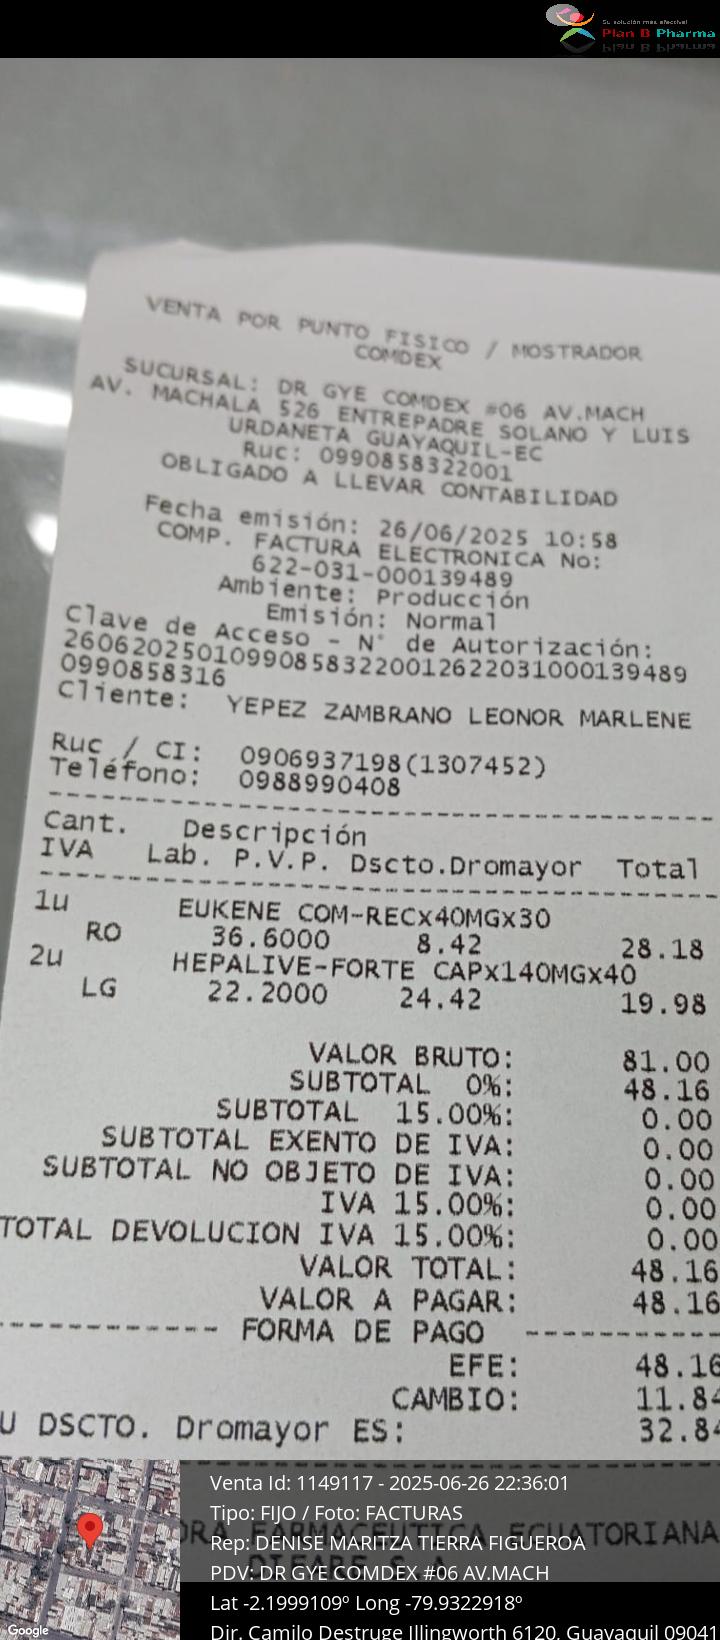 Su solución mas efectiva!
Plan B Pharma
VENTA POR PUNTO FISICO / MOSTRADOR
COMDEX
SUCURSAL: DR GYE COMDEX #06 AV.MACH
AV. MACHALA 526 ENTREPADRE SOLANO Y LUIS
URDANETA GUAYAQUIL-EC
Ruc: 0990858322001
OBLIGADO A LLEVAR CONTABILIDAD
Fecha emisión: 26/06/2025 10:58
COMP. FACTURA ELECTRONICA No:
622-031-000139489
Ambiente: Producción
Emisión: Normal
Clave de Acceso - N° de Autorización:
260620250109908583220012622031000139489
0990858316
Cliente: YEPEZ ZAMBRANO LEONOR MARLENE
Ruc / CI: 0906937198(1307452)
Teléfono: 0988990408
Cant. Descripción
IVA Lab. P.V.P. Dscto.Dromayor Total
1u EUKENE COM-RECx40MGx30
RO 36.6000 8.42 28.18
2u HEPALIVE-FORTE CAPx140MGx40
LG 22.2000 24.42 19.98
VALOR BRUTO: 81.00
SUBTOTAL 0%: 48.16
SUBTOTAL 15.00%: 0.00
SUBTOTAL EXENTO DE IVA: 0.00
SUBTOTAL NO OBJETO DE IVA: 0.00
IVA 15.00%: 0.00
TOTAL DEVOLUCION IVA 15.00%: 0.00
VALOR TOTAL: 48.16
VALOR A PAGAR: 48.16
------------ FORMA DE PAGO ------------
EFE: 48.16
CAMBIO: 11.84
U DSCTO. Dromayor ES: 32.84
ORA FARMACEUTICA ECUATORIANA
DIFARE S.A.
Venta Id: 1149117 - 2025-06-26 22:36:01
Tipo: FIJO / Foto: FACTURAS
Rep: DENISE MARITZA TIERRA FIGUEROA
PDV: DR GYE COMDEX #06 AV.MACH
Lat -2.1999109º Long -79.9322918º
Dir. Camilo Destruge Illingworth 6120, Guayaquil 09041
Google